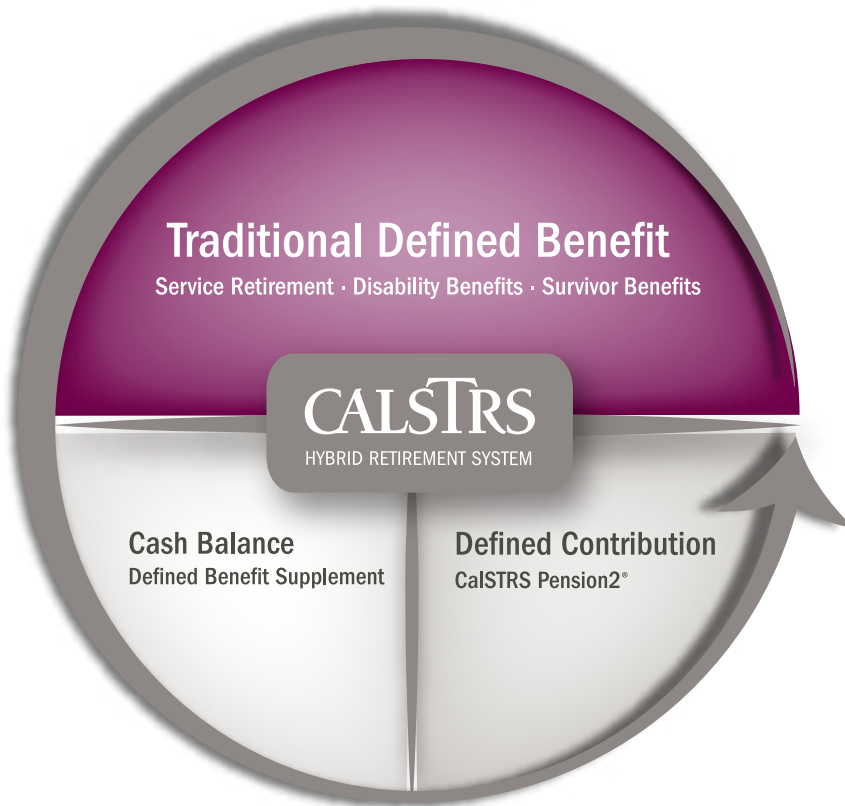 Traditional Defined Benefit
Service Retirement · Disability Benefits · Survivor Benefits
CALSTRS
HYBRID RETIREMENT SYSTEM
Cash Balance
Defined Benefit Supplement
Defined Contribution
CalSTRS Pension2®